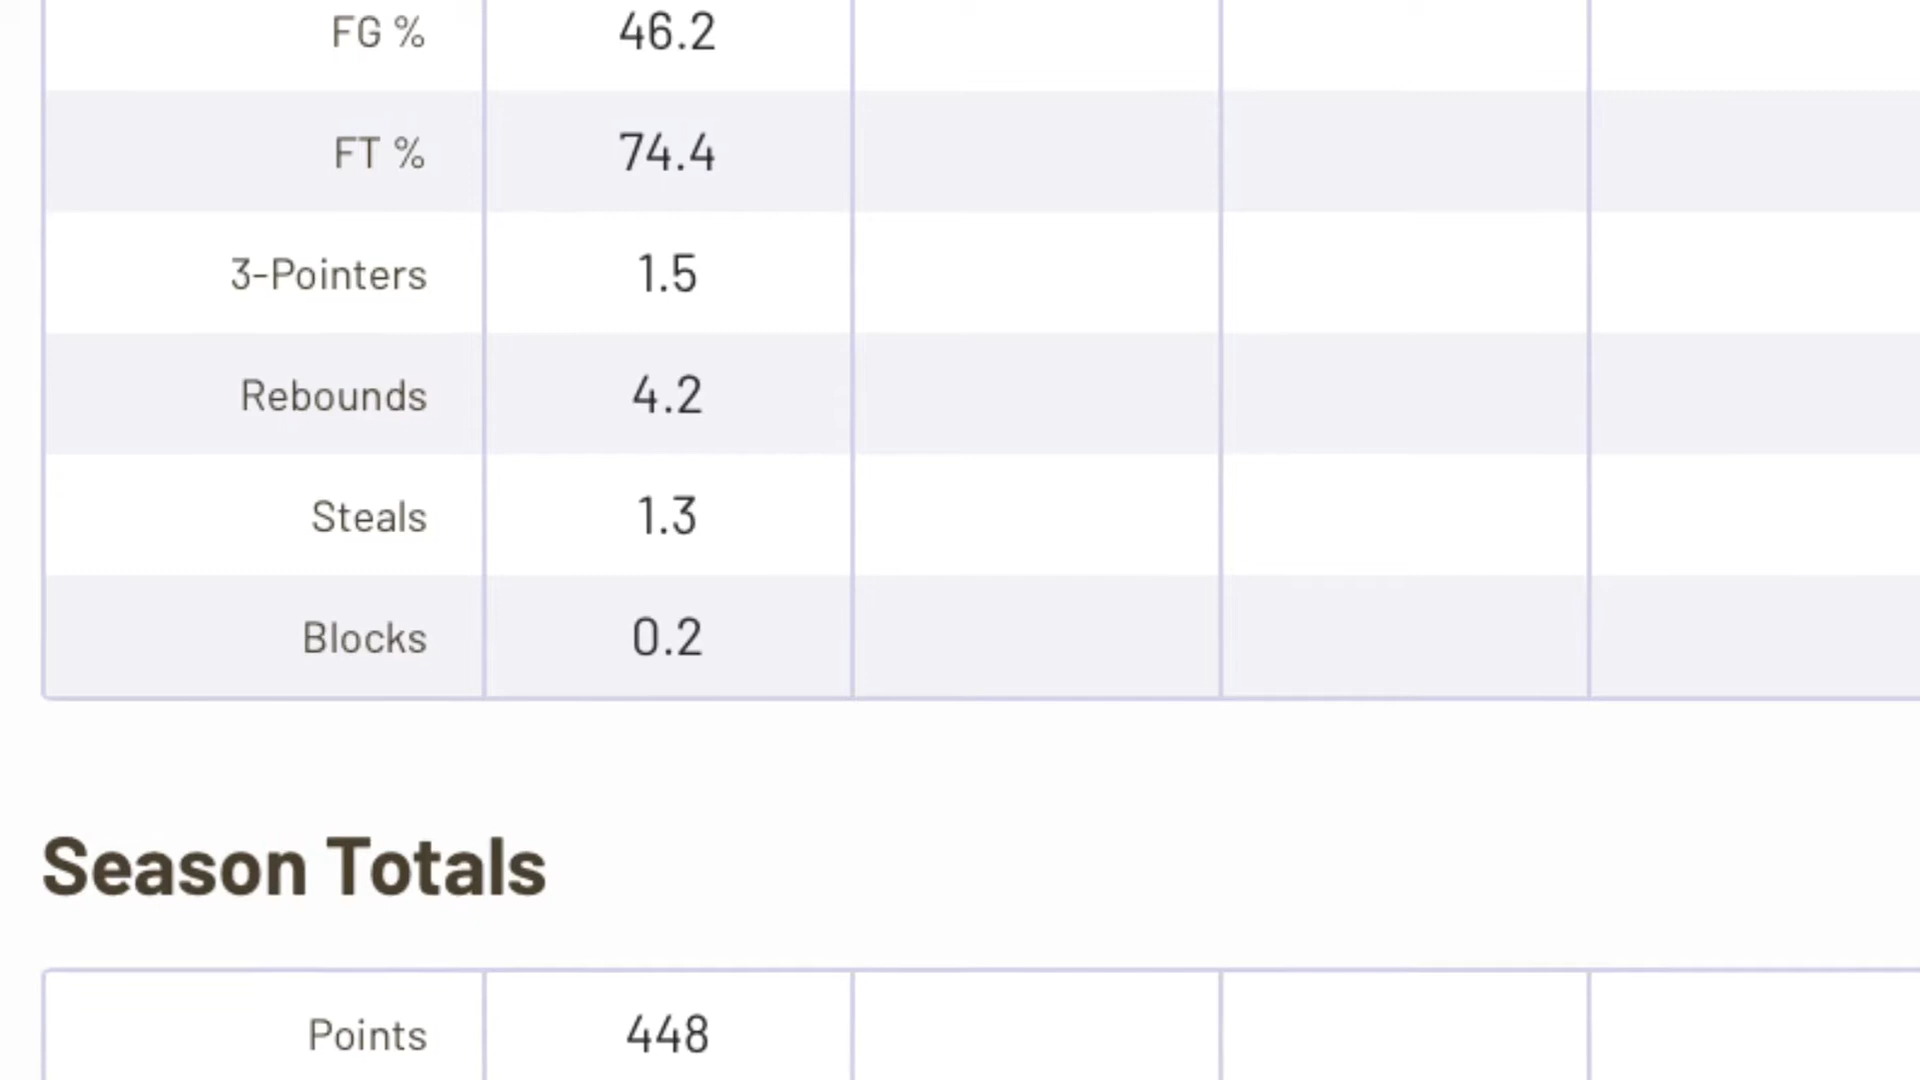 FG % 46.2
FT % 74.4
3-Pointers 1.5
Rebounds 4.2
Steals 1.3
Blocks 0.2
Season Totals
Points 448